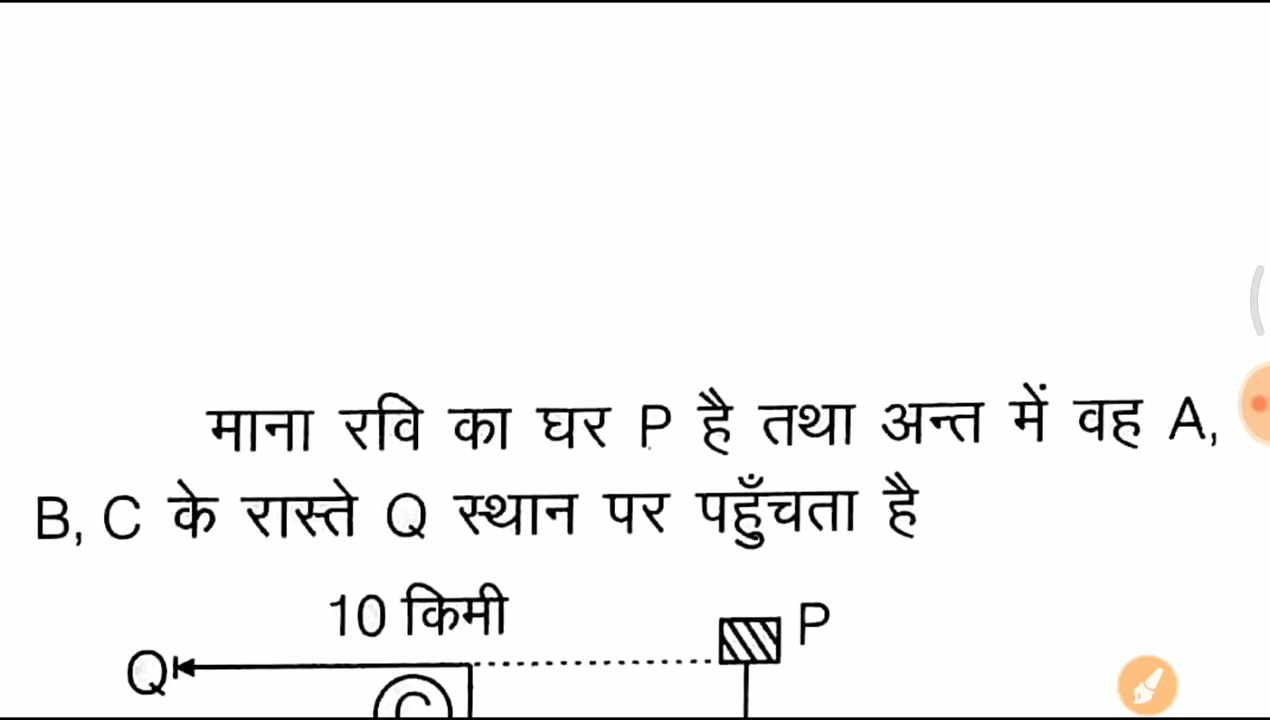 माना रवि का घर P है तथा अन्त में वह A,
B, C के रास्ते Q स्थान पर पहुँचता है
10 किमी
P
Q
C